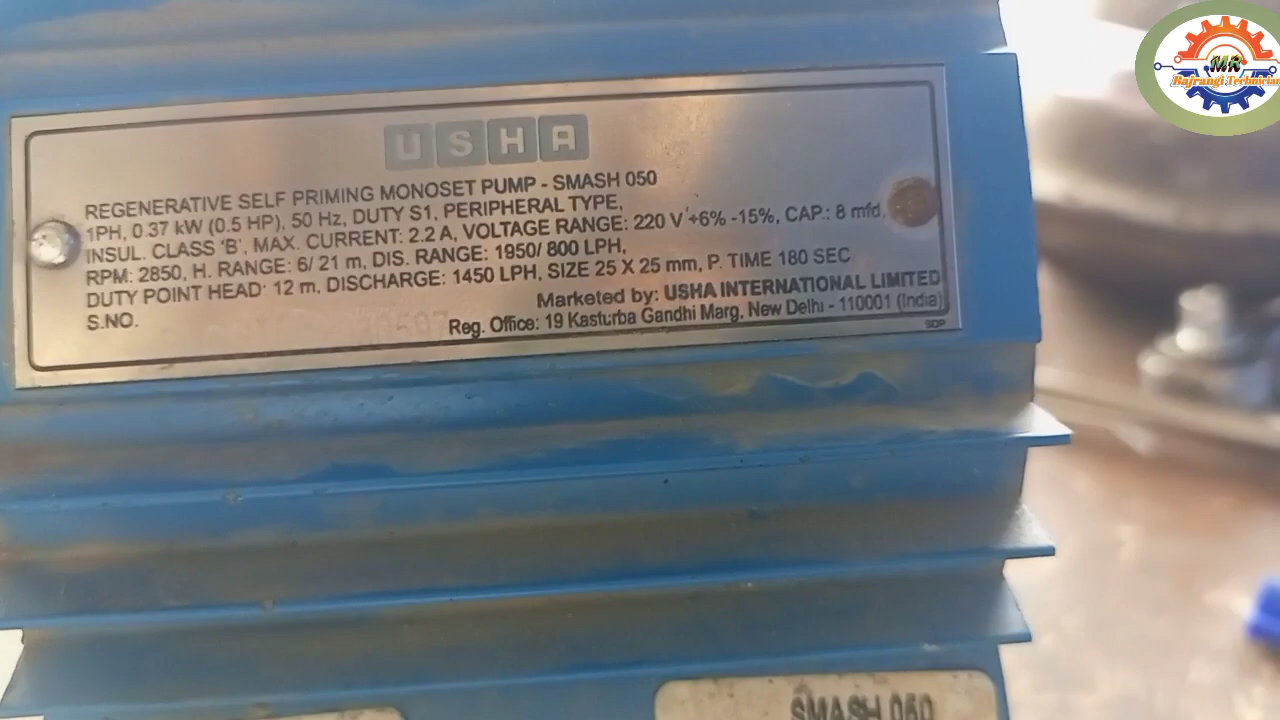 MR
Bajrangi Technician
USHA
REGENERATIVE SELF PRIMING MONOSET PUMP - SMASH 050
1PH, 0.37 kW (0.5 HP), 50 Hz, DUTY S1, PERIPHERAL TYPE,
INSUL. CLASS 'B', MAX. CURRENT: 2.2 A, VOLTAGE RANGE: 220 V +6% -15%, CAP.: 8 mfd,
RPM: 2850, H. RANGE: 6/ 21 m, DIS. RANGE: 1950/ 800 LPH,
DUTY POINT HEAD: 12 m, DISCHARGE: 1450 LPH, SIZE 25 X 25 mm, P. TIME 180 SEC
S.NO.
Marketed by: USHA INTERNATIONAL LIMITED
Reg. Office: 19 Kasturba Gandhi Marg, New Delhi - 110001 (India)
SDP
SMASH 050